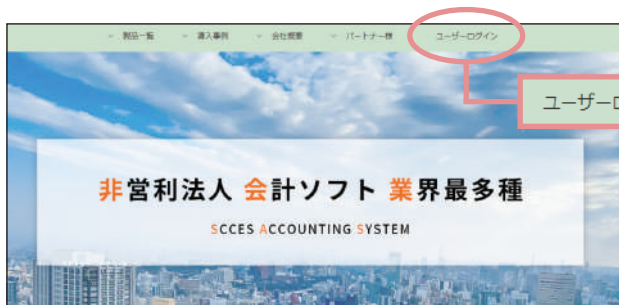 製品一覧 導入事例 会社概要 パートナー様 ユーザーログイン
ユーザーロ
非営利法人 会計ソフト 業界最多種
SCCES ACCOUNTING SYSTEM